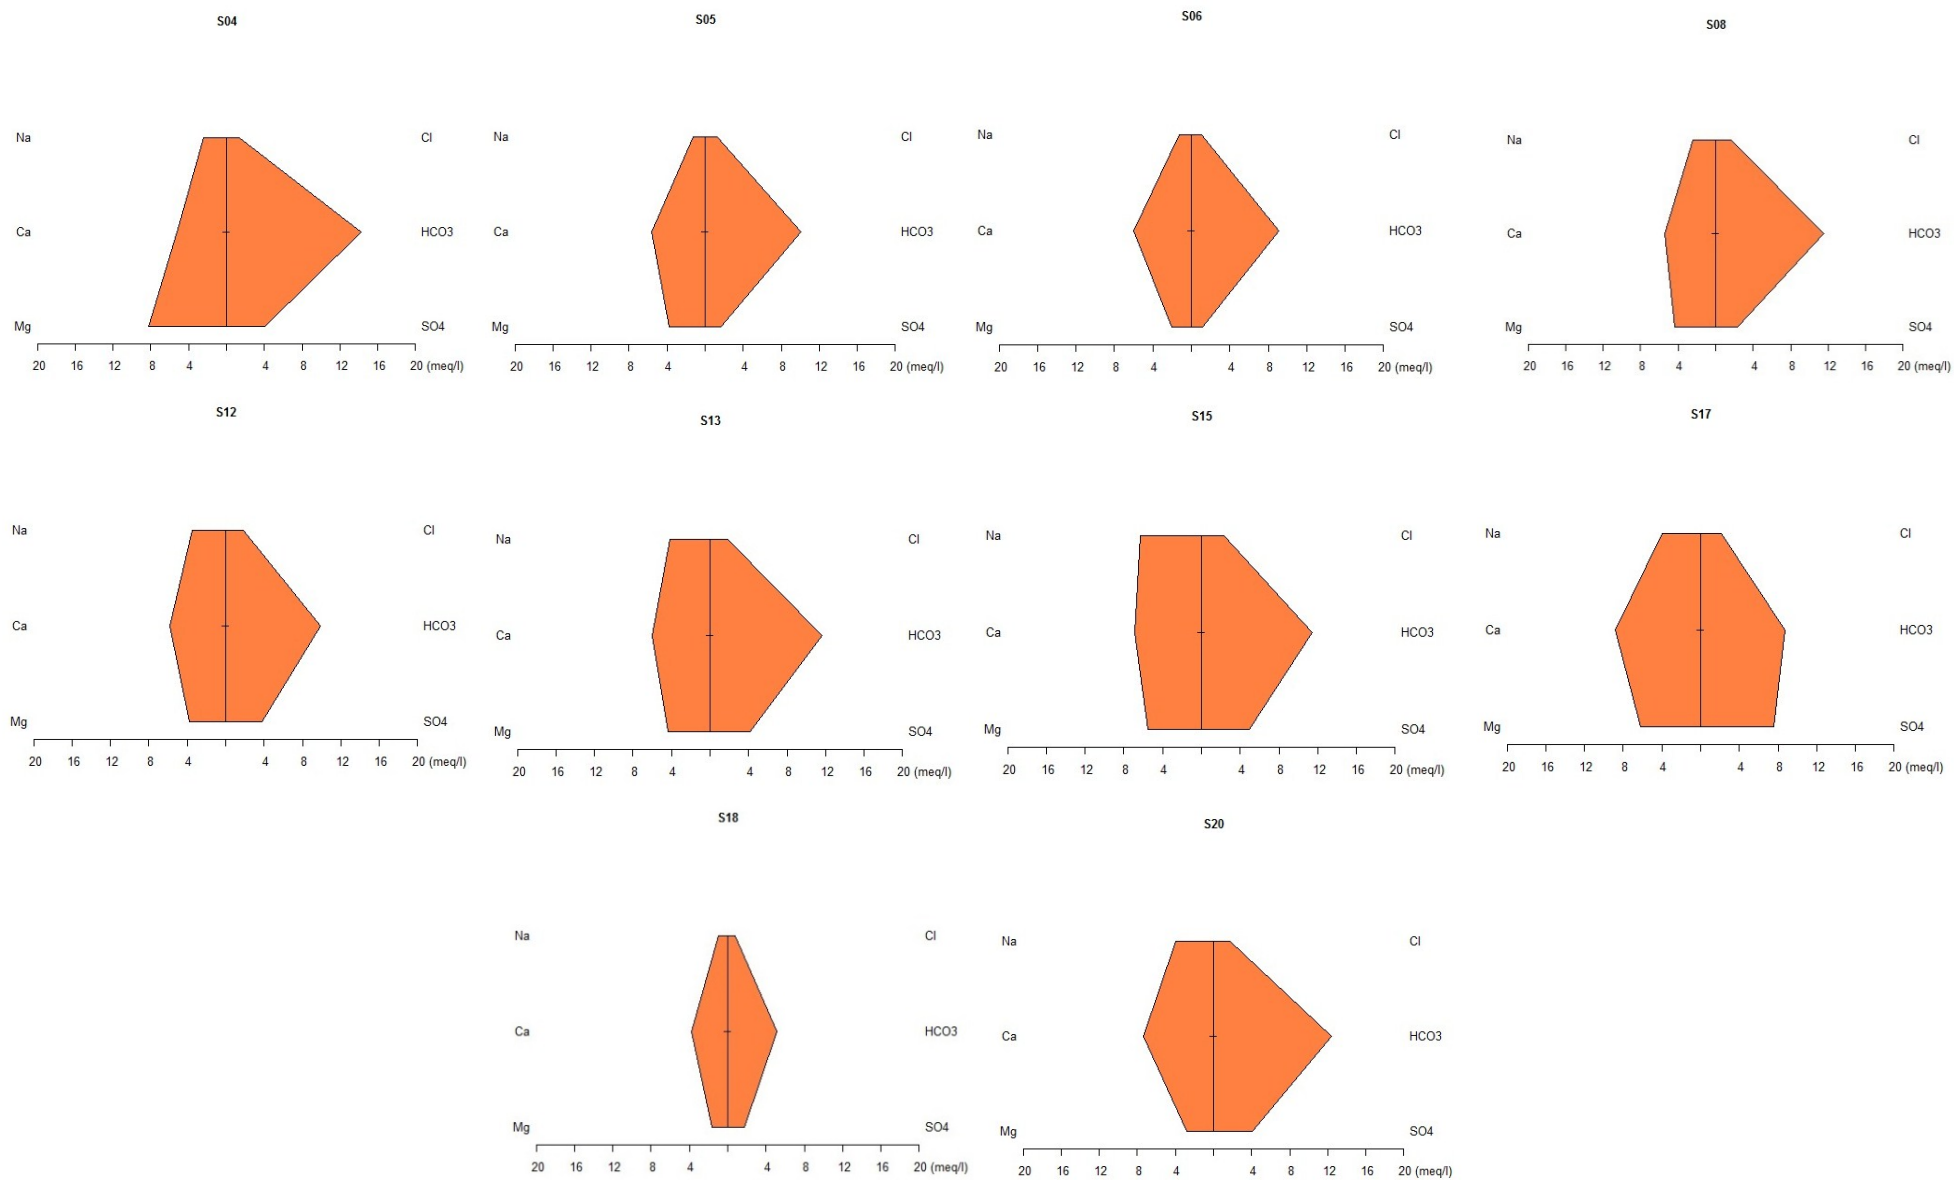 S04 S05 S06 S08
Na Cl Na Cl Na Cl Na Cl
Ca HCO3 Ca HCO3 Ca HCO3 Ca HCO3
Mg SO4 Mg SO4 Mg SO4 Mg SO4
20 16 12 8 4 4 8 12 16 20 (meq/l) 20 16 12 8 4 4 8 12 16 20 (meq/l) 20 16 12 8 4 4 8 12 16 20 (meq/l) 20 16 12 8 4 4 8 12 16 20 (meq/l)
S12 S13 S15 S17
Na Cl Na Cl Na Cl Na Cl
Ca HCO3 Ca HCO3 Ca HCO3 Ca HCO3
Mg SO4 Mg SO4 Mg SO4 Mg SO4
20 16 12 8 4 4 8 12 16 20 (meq/l) 20 16 12 8 4 4 8 12 16 20 (meq/l) 20 16 12 8 4 4 8 12 16 20 (meq/l) 20 16 12 8 4 4 8 12 16 20 (meq/l)
S18 S20
Na Cl Na Cl
Ca HCO3 Ca HCO3
Mg SO4 Mg SO4
20 16 12 8 4 4 8 12 16 20 (meq/l) 20 16 12 8 4 4 8 12 16 20 (meq/l)